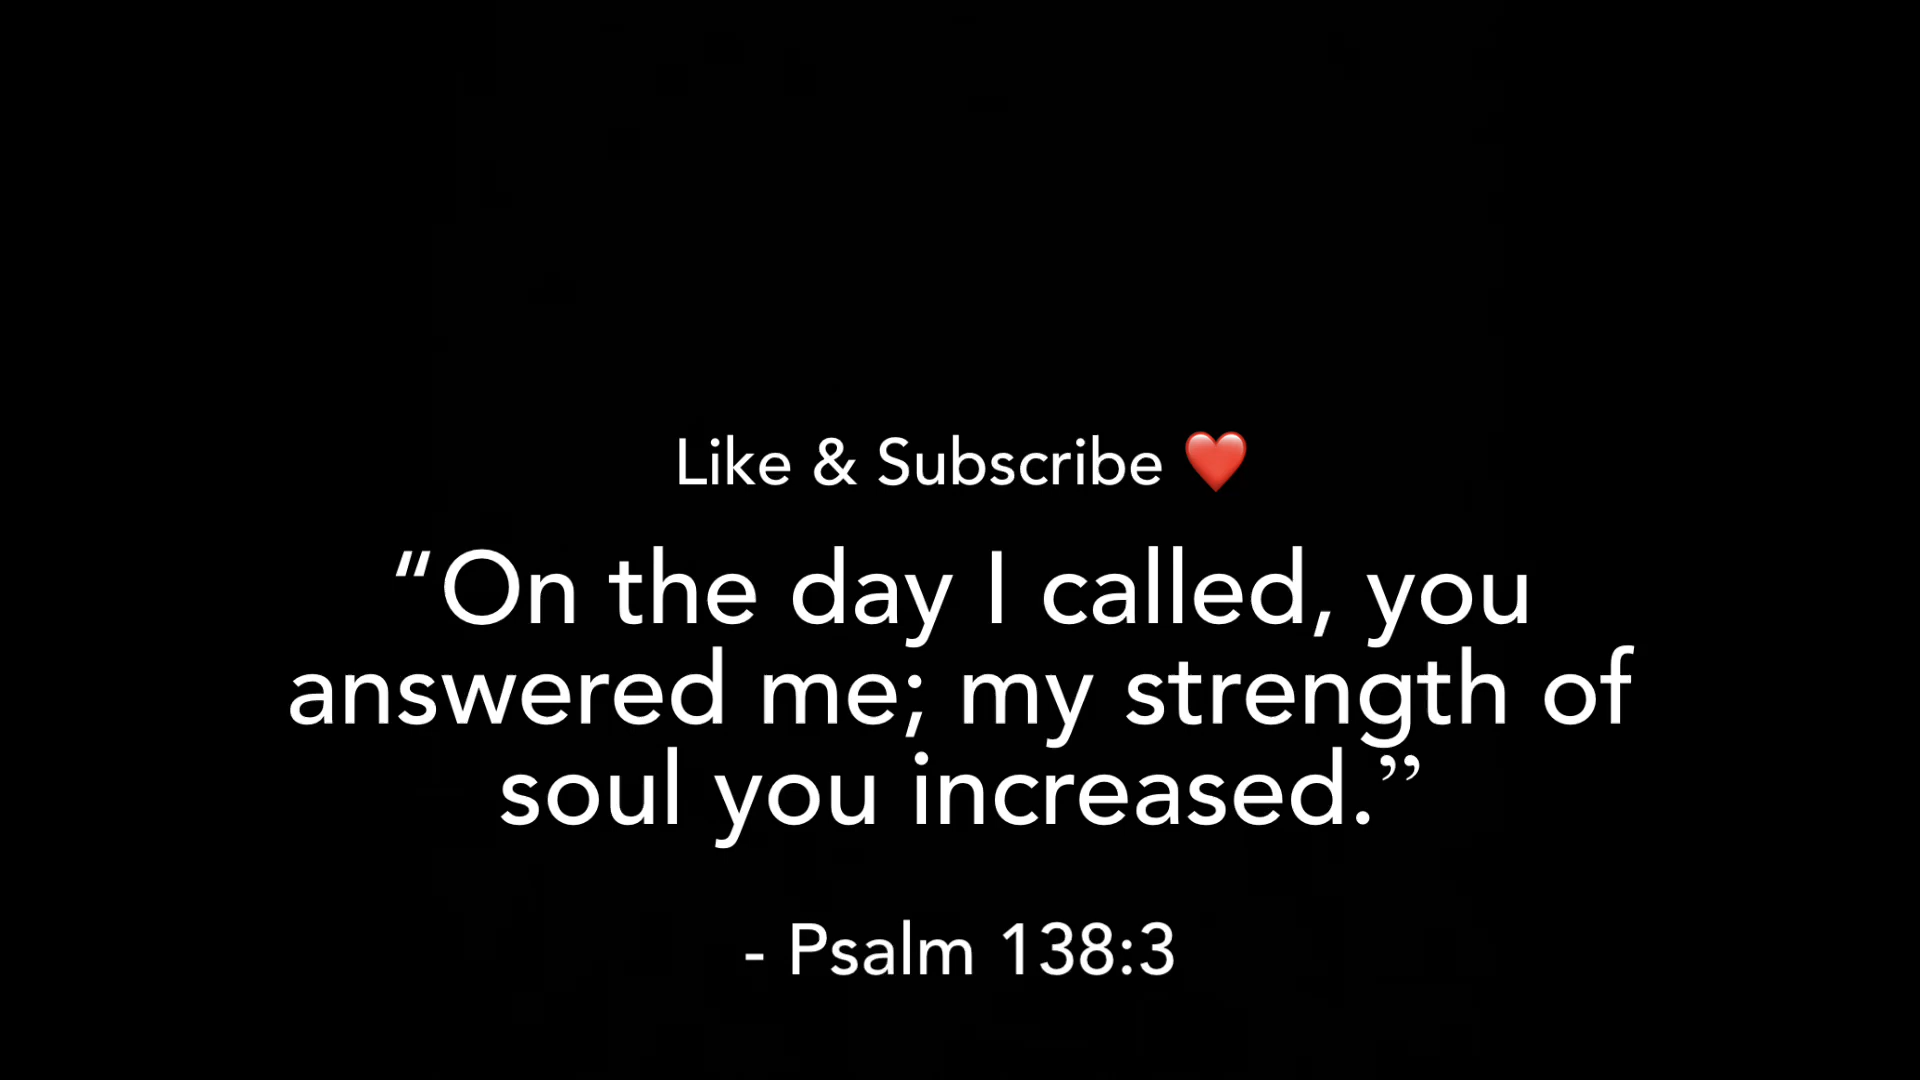 Like & Subscribe ❤️
“On the day I called, you
answered me; my strength of
soul you increased.”
- Psalm 138:3